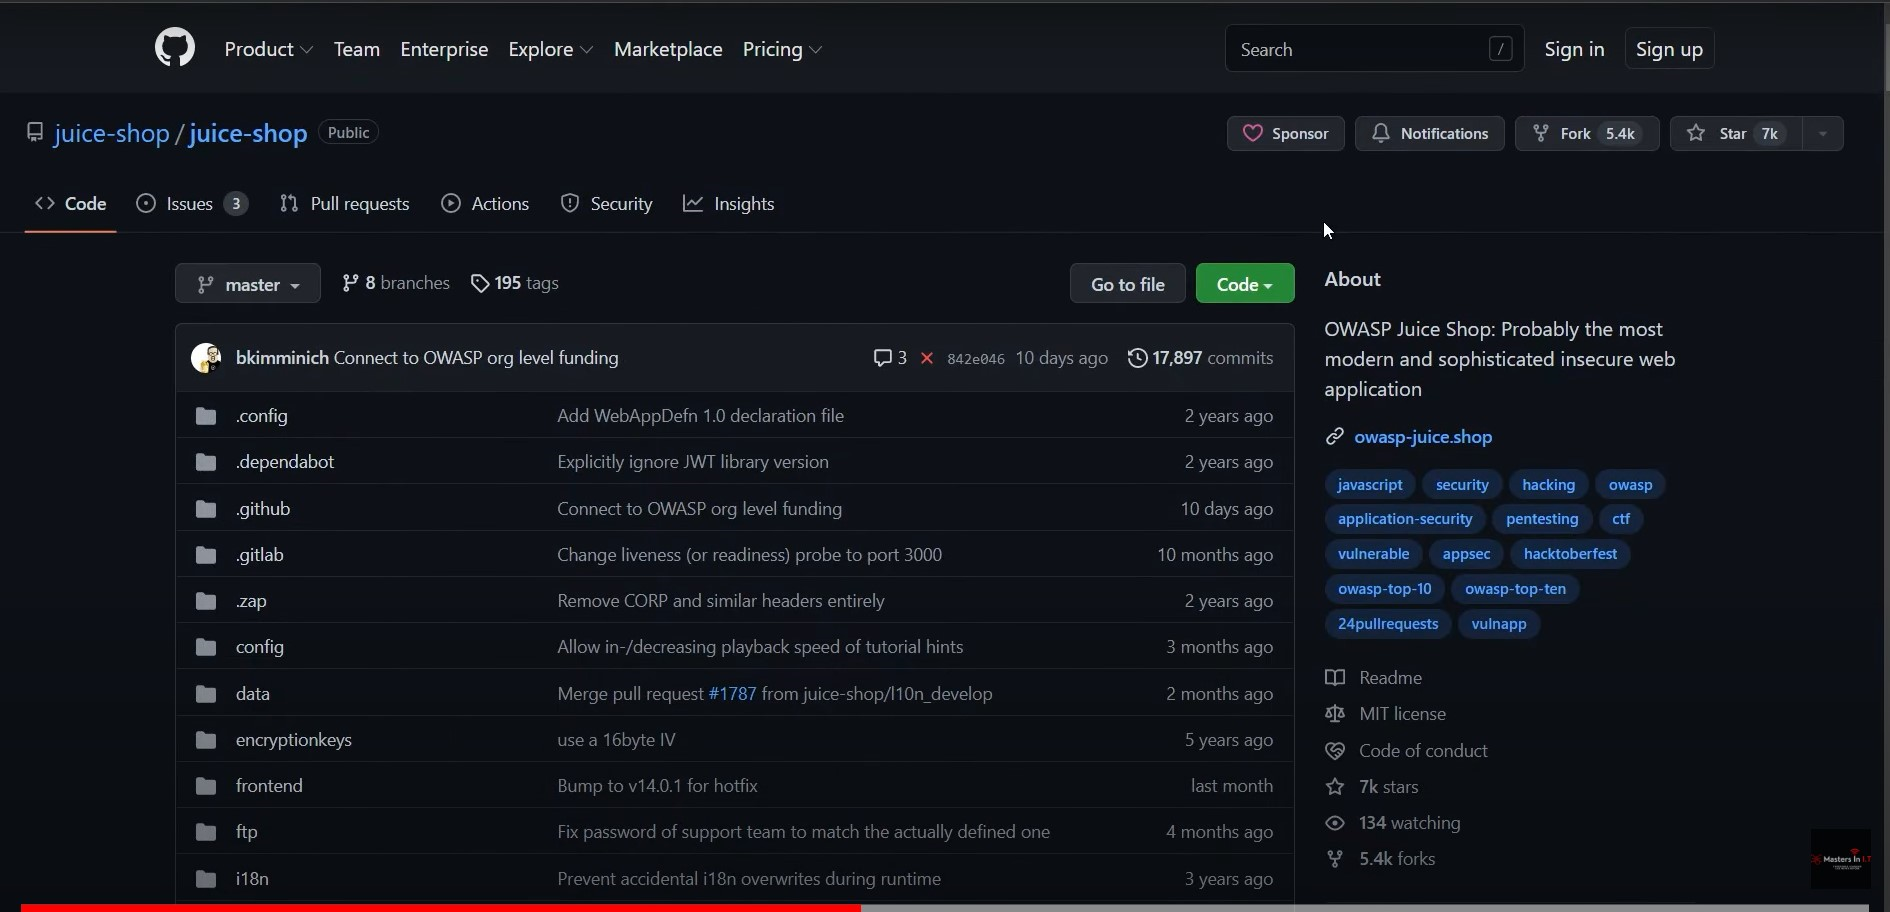 Product Team Enterprise Explore Marketplace Pricing Search / Sign in Sign up
juice-shop / juice-shop Public Sponsor Notifications Fork 5.4k Star 7k
Code Issues 3 Pull requests Actions Security Insights
master 8 branches 195 tags Go to file Code
bkimminich Connect to OWASP org level funding 3 842e046 10 days ago 17,897 commits
.config Add WebAppDefn 1.0 declaration file 2 years ago
.dependabot Explicitly ignore JWT library version 2 years ago
.github Connect to OWASP org level funding 10 days ago
.gitlab Change liveness (or readiness) probe to port 3000 10 months ago
.zap Remove CORP and similar headers entirely 2 years ago
config Allow in-/decreasing playback speed of tutorial hints 3 months ago
data Merge pull request #1787 from juice-shop/l10n_develop 2 months ago
encryptionkeys use a 16byte IV 5 years ago
frontend Bump to v14.0.1 for hotfix last month
ftp Fix password of support team to match the actually defined one 4 months ago
i18n Prevent accidental i18n overwrites during runtime 3 years ago
About
OWASP Juice Shop: Probably the most
modern and sophisticated insecure web
application
owasp-juice.shop
javascript security hacking owasp
application-security pentesting ctf
vulnerable appsec hacktoberfest
owasp-top-10 owasp-top-ten
24pullrequests vulnapp
Readme
MIT license
Code of conduct
7k stars
134 watching
5.4k forks
Masters In I.T